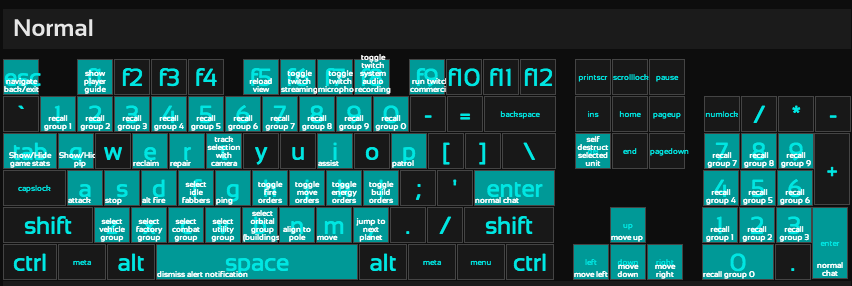 Normal
esc navigate back/exit
f1 show player guide
f2 f3 f4
f5 reload view
f6 toggle twitch streaming
f7 toggle twitch micropho
f8 toggle twitch system audio recording
f9 run twitch commerci
f10 f11 f12
printscr scrolllock pause
`
1 recall group 1
2 recall group 2
3 recall group 3
4 recall group 4
5 recall group 5
6 recall group 6
7 recall group 7
8 recall group 8
9 recall group 9
0 recall group 0
- = backspace
ins home pageup
numlock / * -
tab Show/Hide game stats
q Show/Hic pip
w
e reclaim
r repair
t track selection with camera
y u
i assist
o
p patrol
[ ] \
self destruct selected unit
end pagedown
7 recall group 7
8 recall group 8
9 recall group 9
+
capslock
a attack
s stop
d alt fire
f select idle fabbers
g ping
h toggle fire orders
j toggle move orders
k toggle energy orders
l toggle build orders
; '
enter normal chat
4 recall group 4
5 recall group 5
6 recall group 6
shift
z select vehicle group
x select factory group
c select combat group
v select utility group
b select orbital group (buildings
n align to pole
m move
, jump to next planet
. / shift
up move up
1 recall group 1
2 recall group 2
3 recall group 3
enter normal chat
ctrl meta alt
space dismiss alert notification
alt meta menu ctrl
left move left
down move down
right move right
0 recall group 0
.